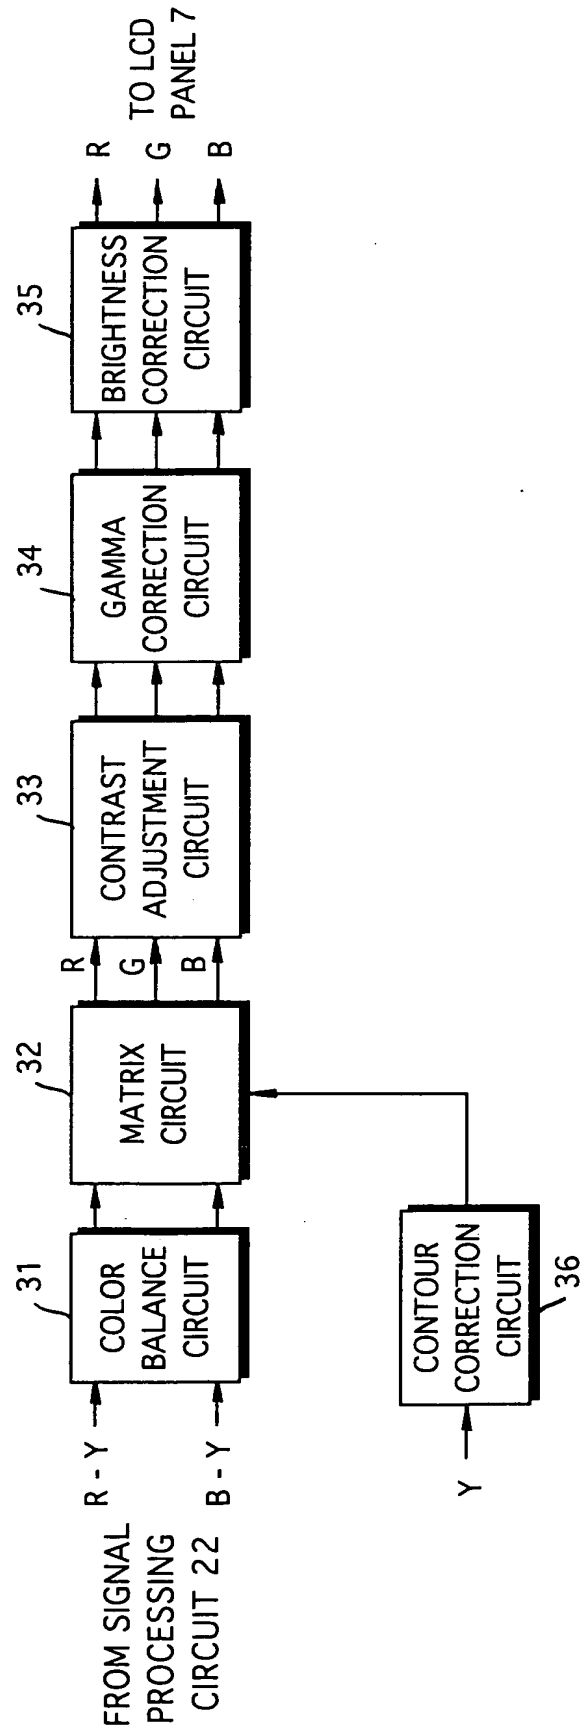 FROM SIGNAL
PROCESSING
CIRCUIT 22
R - Y
B - Y
31
COLOR
BALANCE
CIRCUIT
32
MATRIX
CIRCUIT
R
G
B
33
CONTRAST
ADJUSTMENT
CIRCUIT
34
GAMMA
CORRECTION
CIRCUIT
35
BRIGHTNESS
CORRECTION
CIRCUIT
R
G
B
TO LCD
PANEL 7
Y
CONTOUR
CORRECTION
CIRCUIT
36